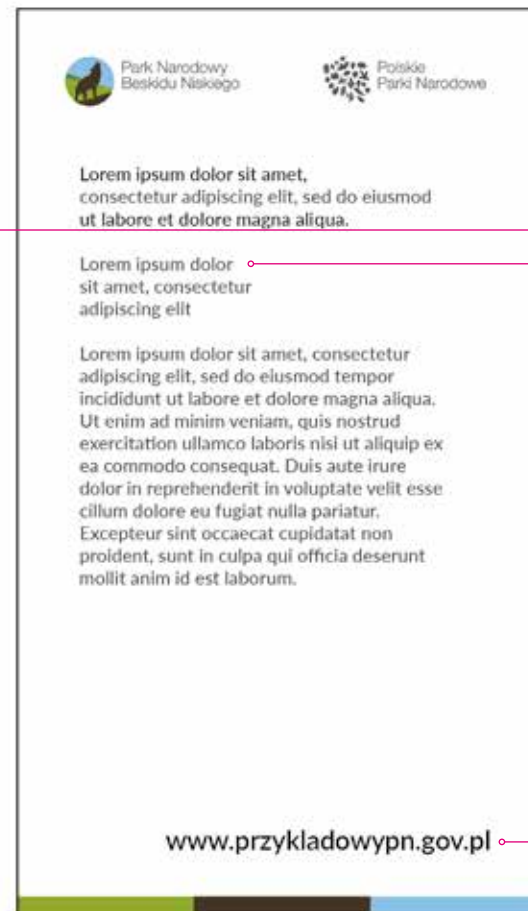 Park Narodowy
Beskidu Niskiego
Polskie
Parki Narodowe
Lorem ipsum dolor sit amet,
consectetur adipiscing elit, sed do eiusmod
ut labore et dolore magna aliqua.
Lorem ipsum dolor
sit amet, consectetur
adipiscing elit
Lorem ipsum dolor sit amet, consectetur
adipiscing elit, sed do eiusmod tempor
incididunt ut labore et dolore magna aliqua.
Ut enim ad minim veniam, quis nostrud
exercitation ullamco laboris nisi ut aliquip ex
ea commodo consequat. Duis aute irure
dolor in reprehenderit in voluptate velit esse
cillum dolore eu fugiat nulla pariatur.
Excepteur sint occaecat cupidatat non
proident, sunt in culpa qui officia deserunt
mollit anim id est laborum.
www.przykladowypn.gov.pl